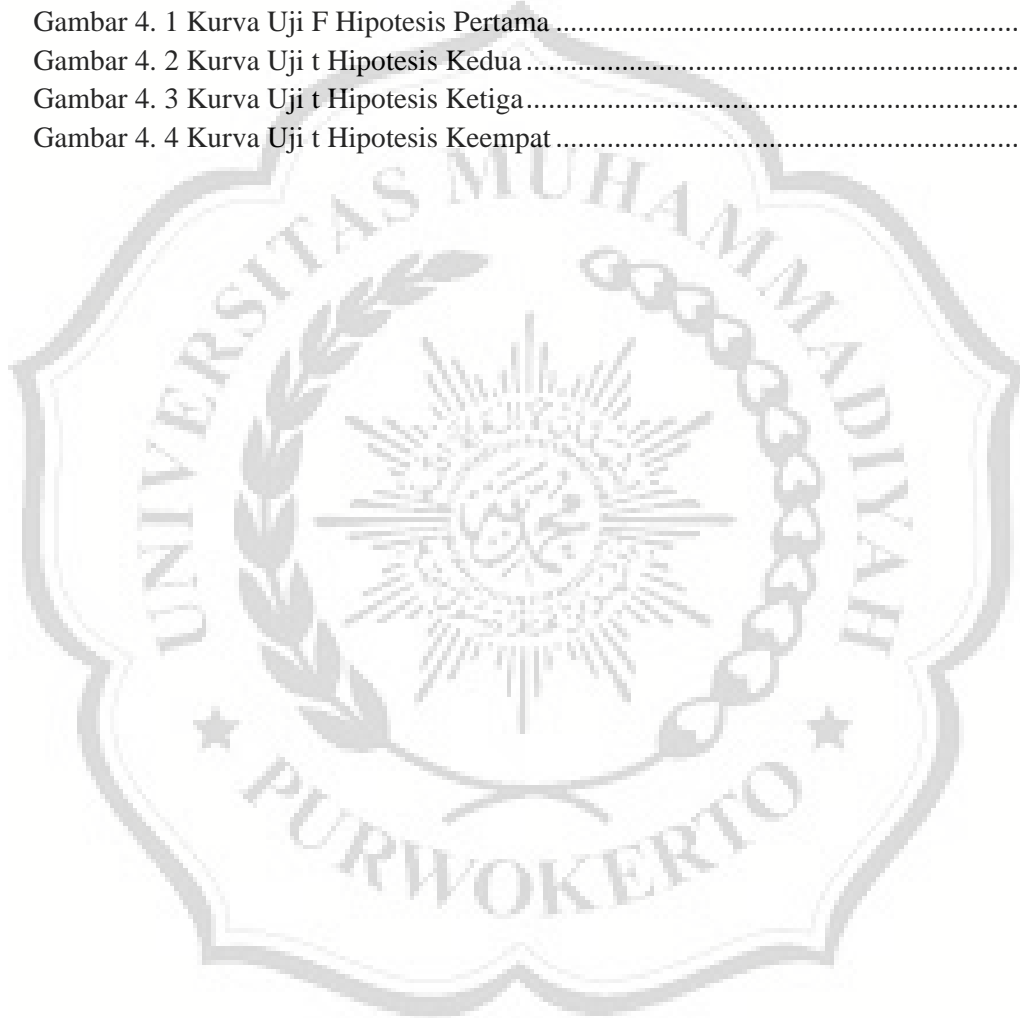 Gambar 4. 1 Kurva Uji F Hipotesis Pertama ................................................................
Gambar 4. 2 Kurva Uji t Hipotesis Kedua ....................................................................
Gambar 4. 3 Kurva Uji t Hipotesis Ketiga....................................................................
Gambar 4. 4 Kurva Uji t Hipotesis Keempat ................................................................
UNIVERSITAS MUHAMMADIYAH
PURWOKERTO